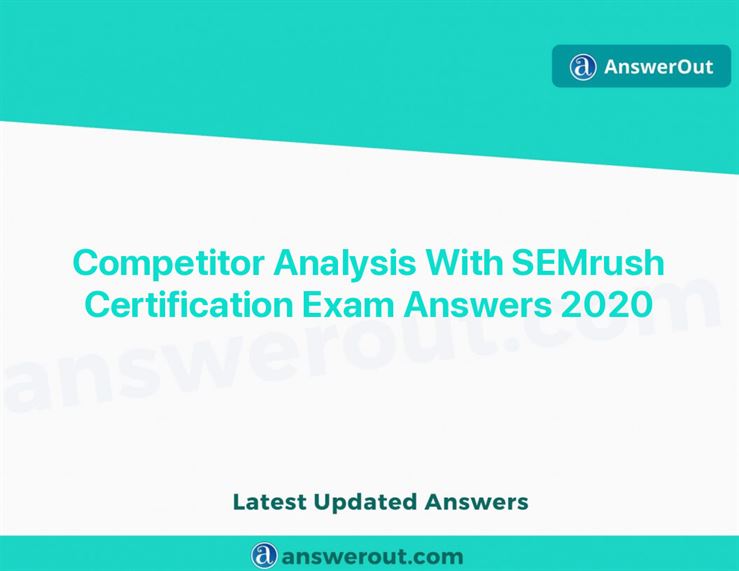 AnswerOut
Competitor Analysis With SEMrush
Certification Exam Answers 2020
answerout.com
Latest Updated Answers
answerout.com